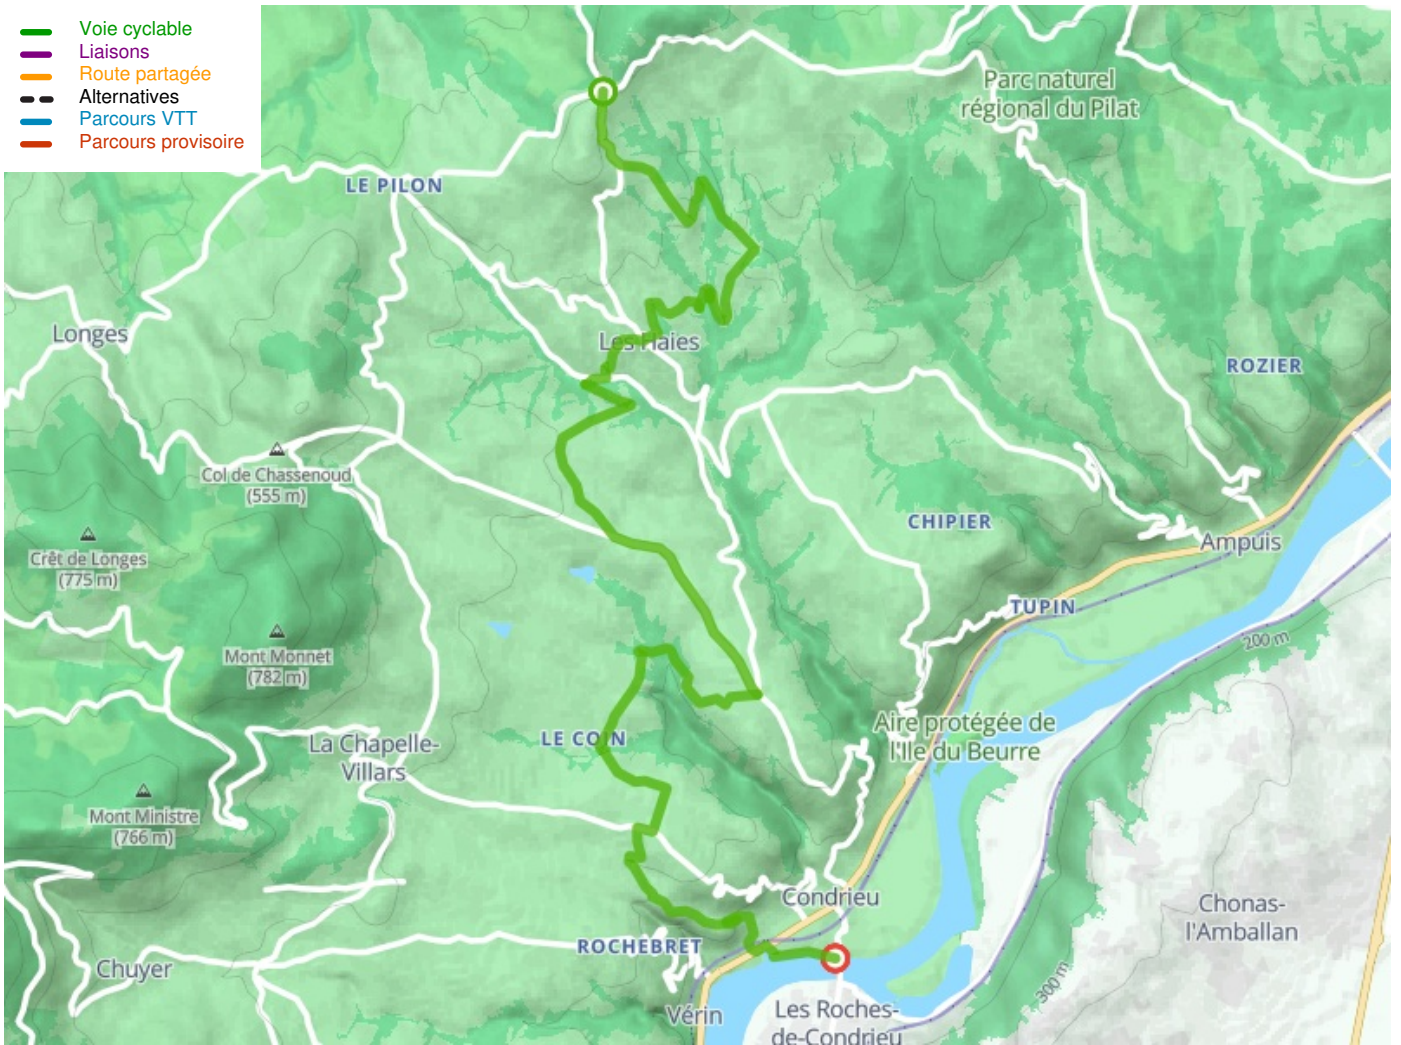 Voie cyclable
Liaisons
Route partagée
Alternatives
Parcours VTT
Parcours provisoire
Parc naturel
régional du Pilat
LE PILON
Longes
Les Haies
ROZIER
Col de Chassenoud
(555 m)
CHIPIER
Ampuis
Crêt de Longes
(775 m)
TUPIN
200 m
Mont Monnet
(782 m)
Aire protégée de
l'Ile du Beurre
LE COIN
La Chapelle-
Villars
Mont Ministre
(766 m)
Condrieu
Chonas-
l'Amballan
ROCHEBRET
Chuyer
300 m
Vérin
Les Roches-
de-Condrieu